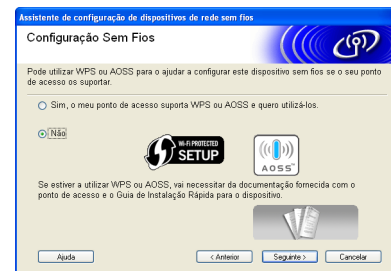 Assistente de configuração de dispositivos de rede sem fios
Configuração Sem Fios
Pode utilizar WPS ou AOSS para o ajudar a configurar este dispositivo sem fios se o seu ponto
de acesso os suportar.
Sim, o meu ponto de acesso suporta WPS ou AOSS e quero utilizá-los.
Não
WI-FI PROTECTED
SETUP
AOSS
Se estiver a utilizar WPS ou AOSS, vai necessitar da documentação fornecida com o
ponto de acesso e o Guia de Instalação Rápida para o dispositivo.
Ajuda
< Anterior
Seguinte >
Cancelar